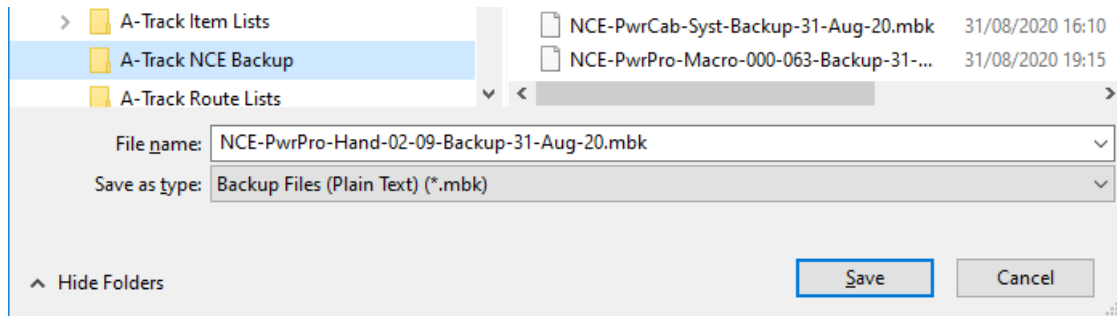 A-Track Item Lists
A-Track NCE Backup
A-Track Route Lists
NCE-PwrCab-Syst-Backup-31-Aug-20.mbk 31/08/2020 16:10
NCE-PwrPro-Macro-000-063-Backup-31-... 31/08/2020 19:15
File name: NCE-PwrPro-Hand-02-09-Backup-31-Aug-20.mbk
Save as type: Backup Files (Plain Text) (*.mbk)
Hide Folders
Save
Cancel